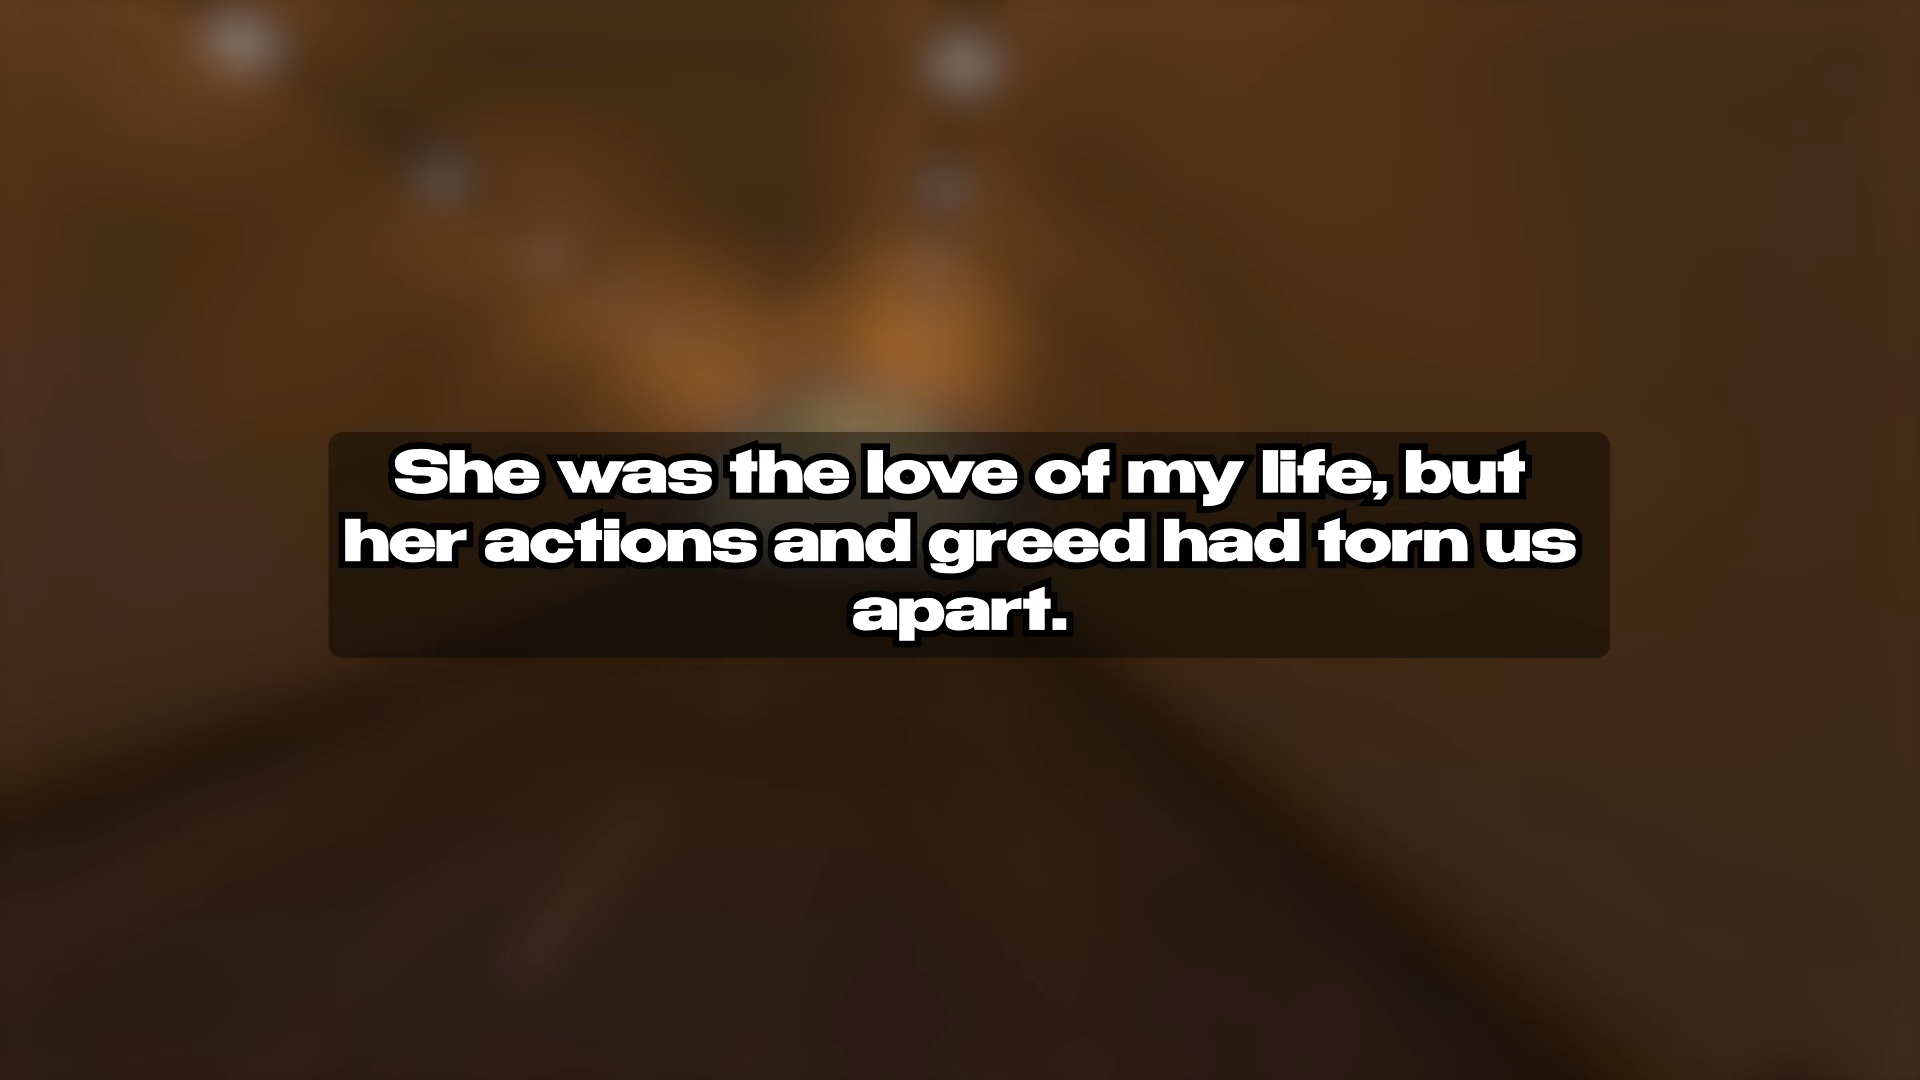 She was the love of my life, but
her actions and greed had torn us
apart.